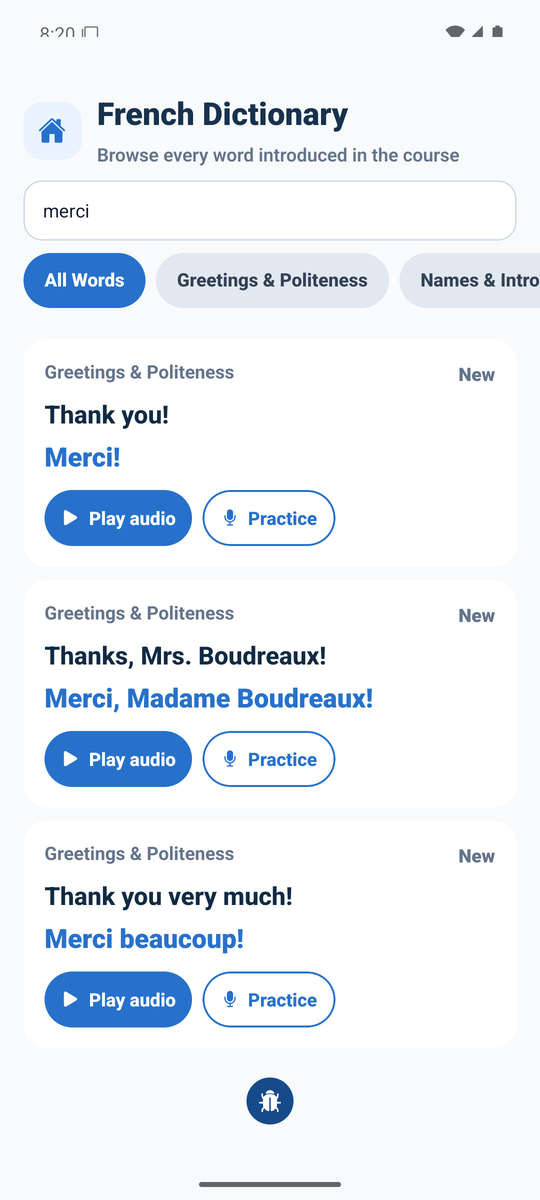 8:20
French Dictionary
Browse every word introduced in the course
merci
All Words
Greetings & Politeness
Names & Intro
Greetings & Politeness
New
Thank you!
Merci!
Play audio
Practice
Greetings & Politeness
New
Thanks, Mrs. Boudreaux!
Merci, Madame Boudreaux!
Play audio
Practice
Greetings & Politeness
New
Thank you very much!
Merci beaucoup!
Play audio
Practice